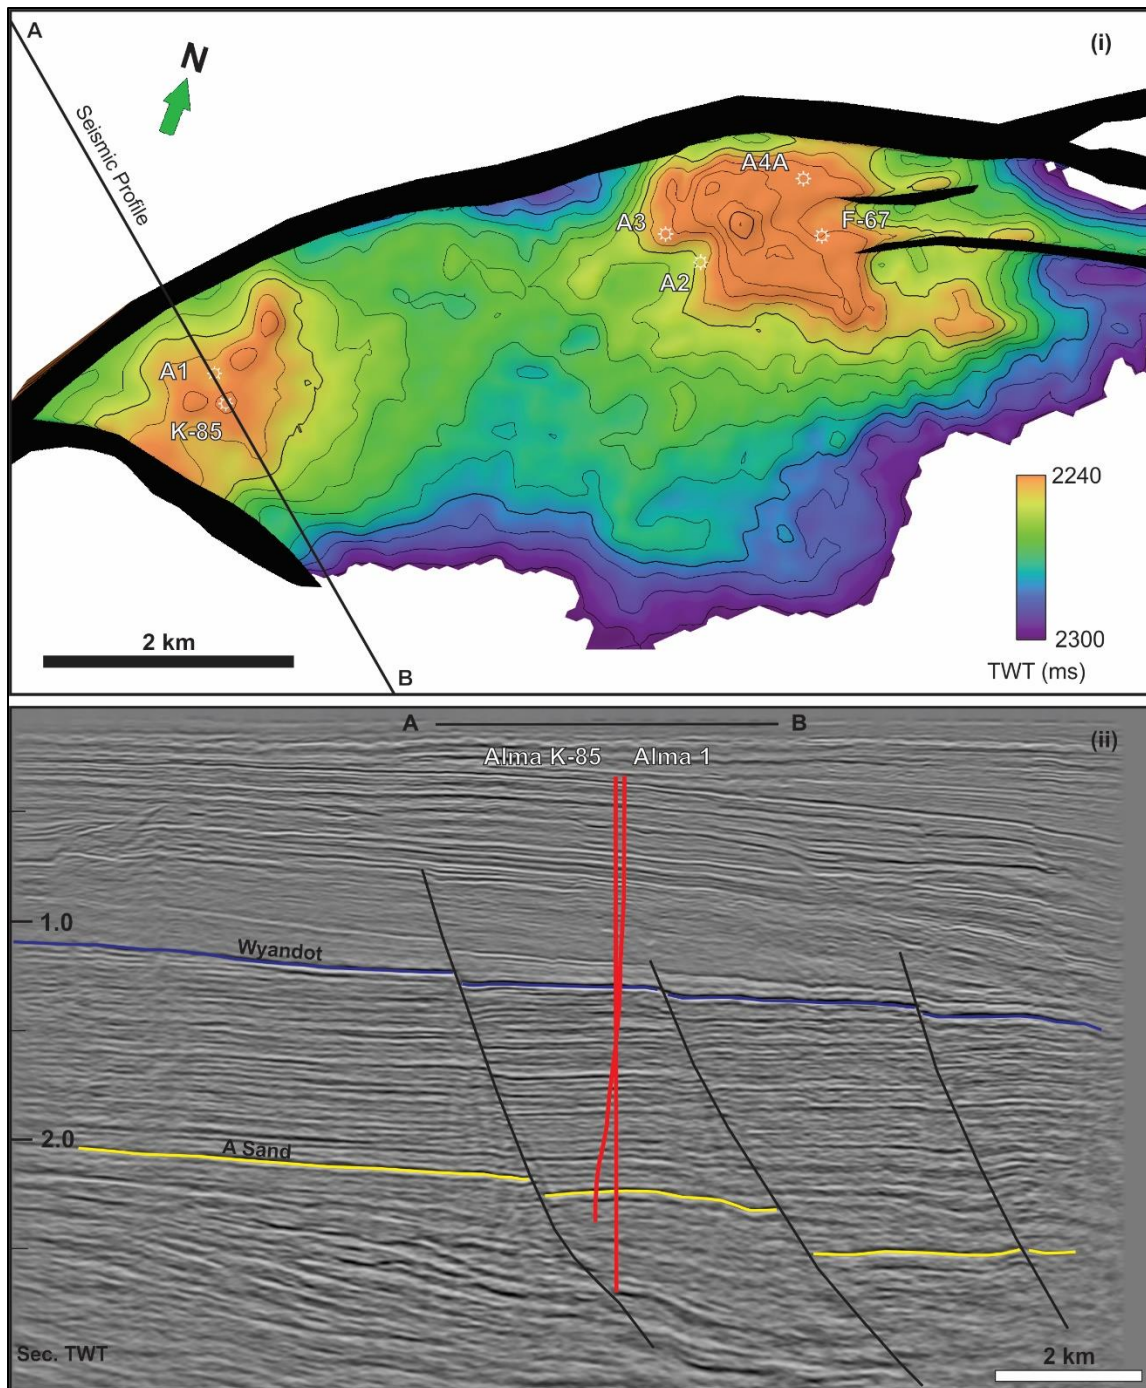 A
N
(i)
Seismic Profile
A4A
A3
F-67
A2
A1
K-85
2240
2300
TWT (ms)
2 km
B
A
B
(ii)
Alma K-85
Alma 1
1.0
Wyandot
2.0
A Sand
Sec. TWT
2 km